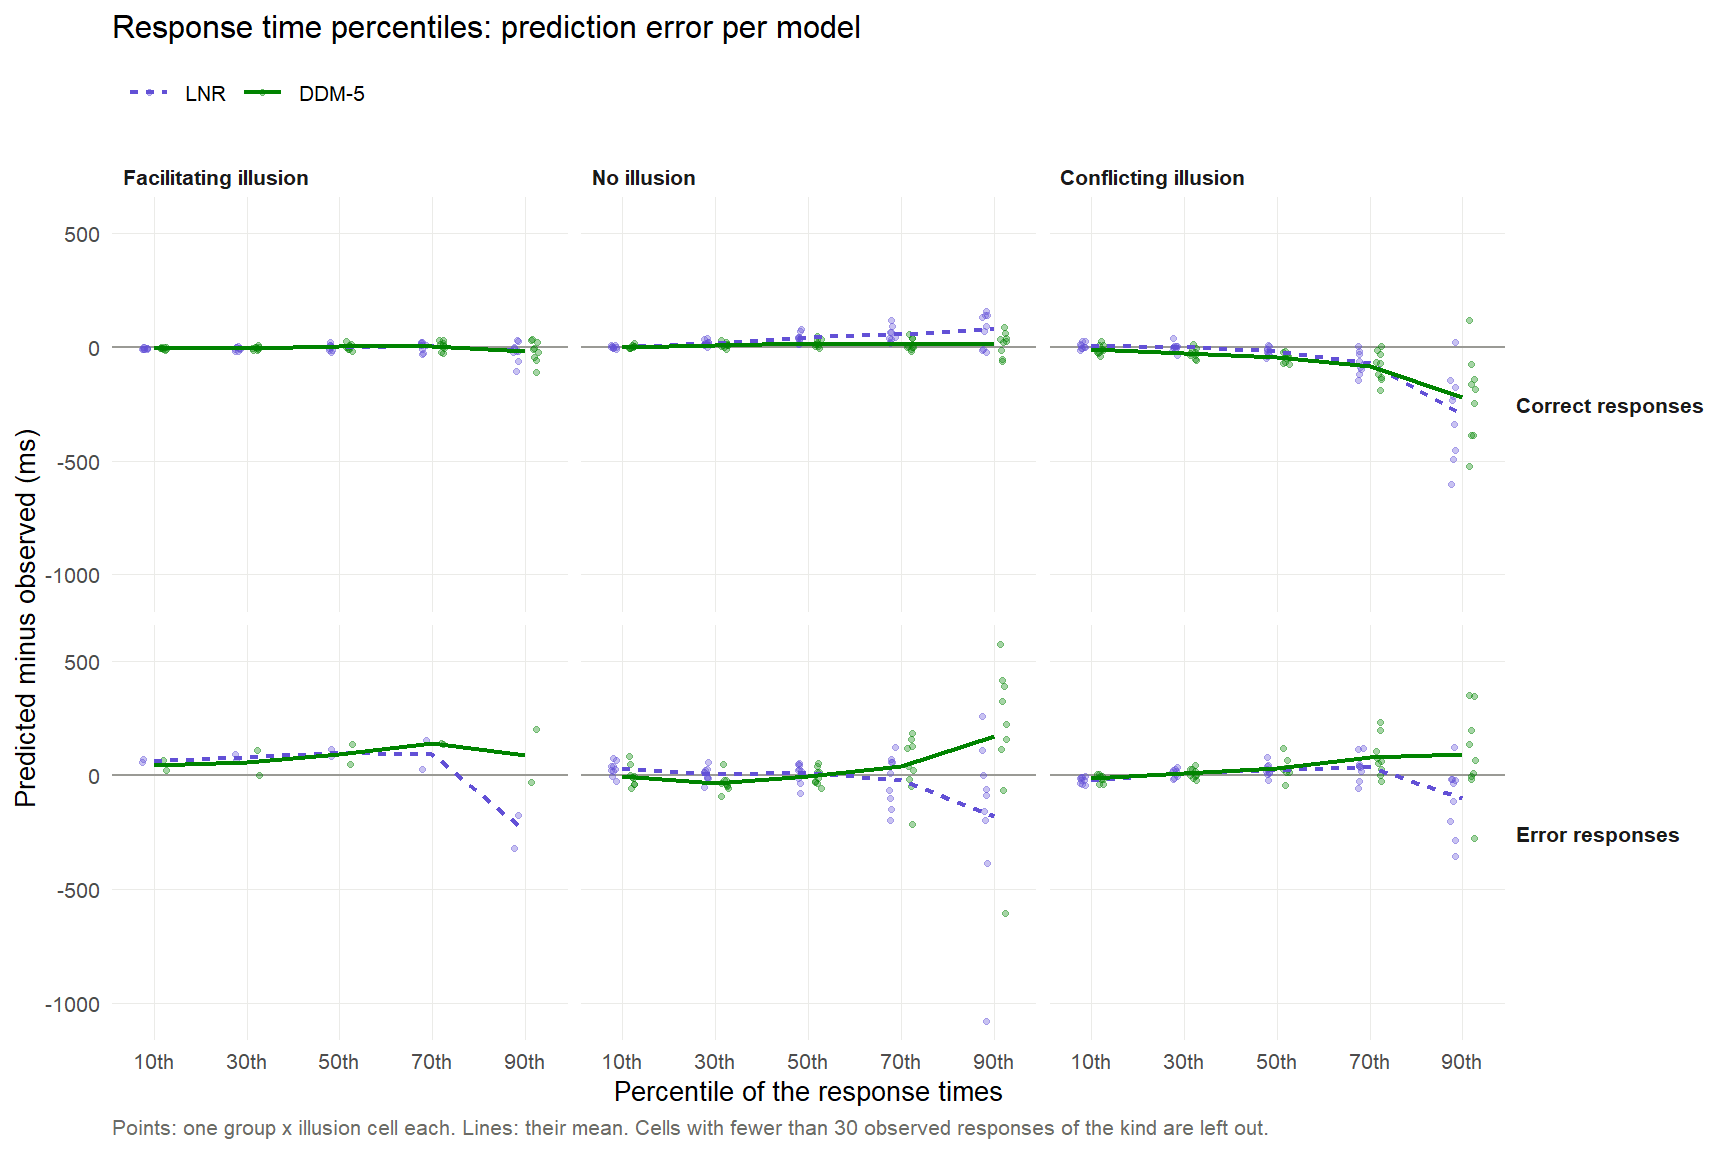 Response time percentiles: prediction error per model
LNR DDM-5
Facilitating illusion No illusion Conflicting illusion
500
0
-500
-1000
Correct responses
500
0
-500
-1000
Error responses
Predicted minus observed (ms)
10th 30th 50th 70th 90th 10th 30th 50th 70th 90th 10th 30th 50th 70th 90th
Percentile of the response times
Points: one group x illusion cell each. Lines: their mean. Cells with fewer than 30 observed responses of the kind are left out.